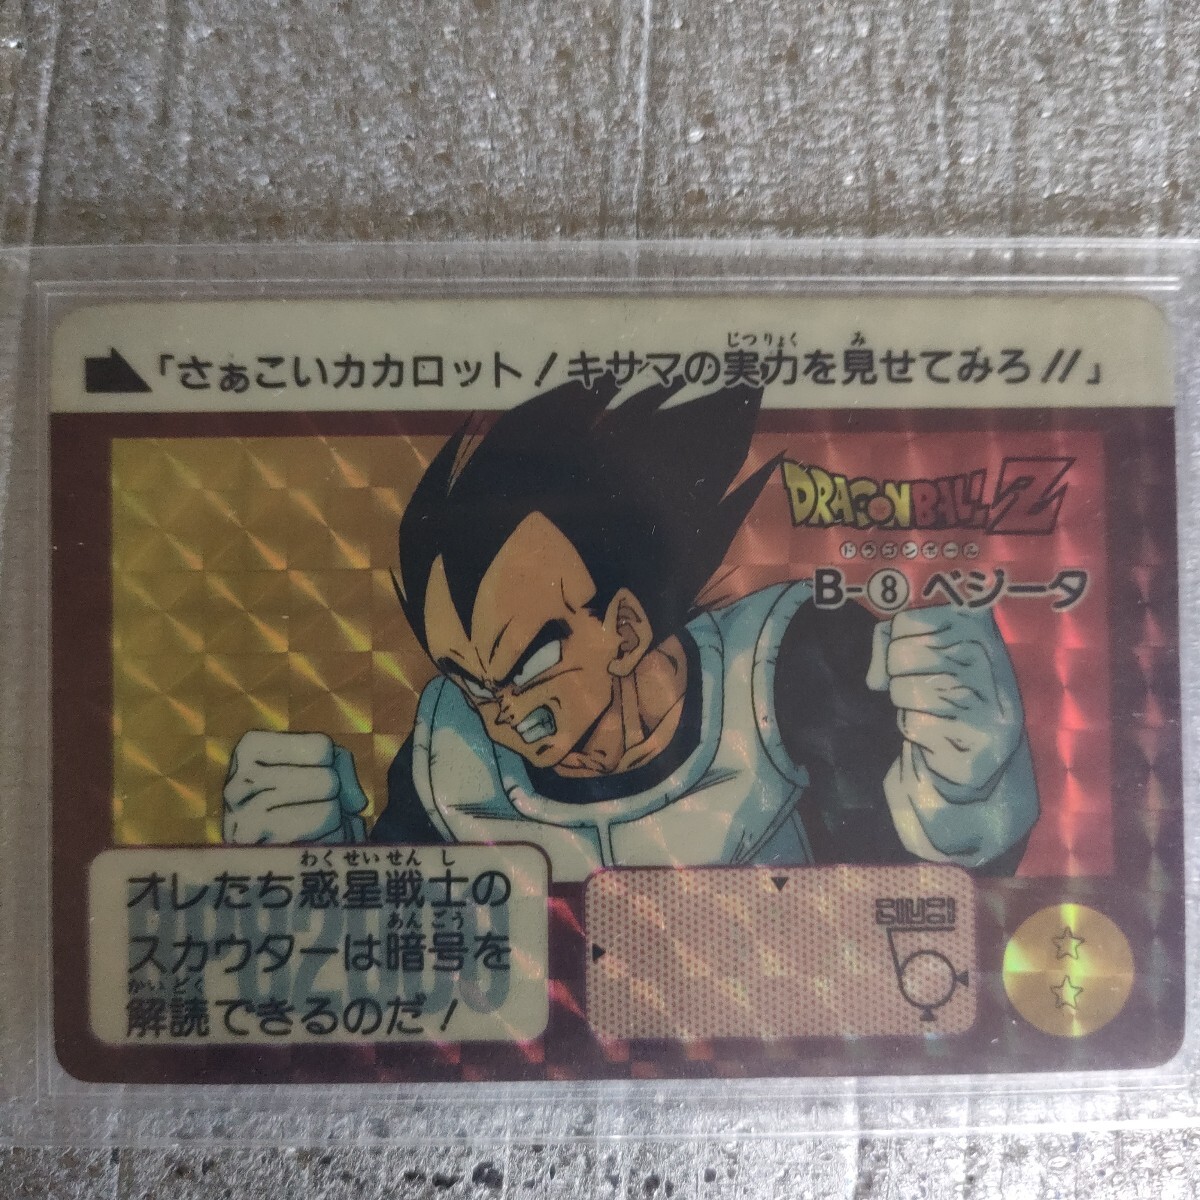 じつりょく み
「さぁこいカカロット！キサマの実力を見せてみろ!!」
DRAGON BALL Z
ドラゴンボール
B-⑧ ベジータ
わくせいせんし
オレたち惑星戦士の
あんごう
スカウターは暗号を
かいどく
解読できるのだ！